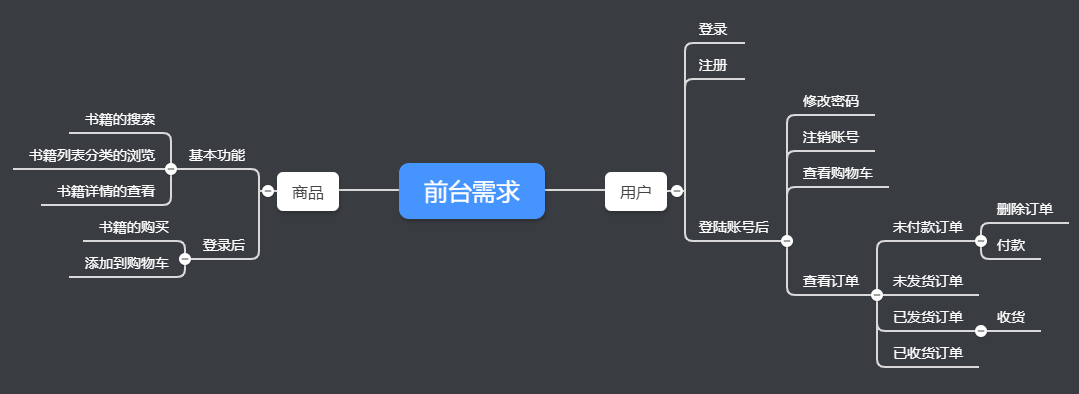 前台需求
商品
基本功能
书籍的搜索
书籍列表分类的浏览
书籍详情的查看
登录后
书籍的购买
添加到购物车
用户
登录
注册
登陆账号后
修改密码
注销账号
查看购物车
查看订单
未付款订单
删除订单
付款
未发货订单
已发货订单
收货
已收货订单